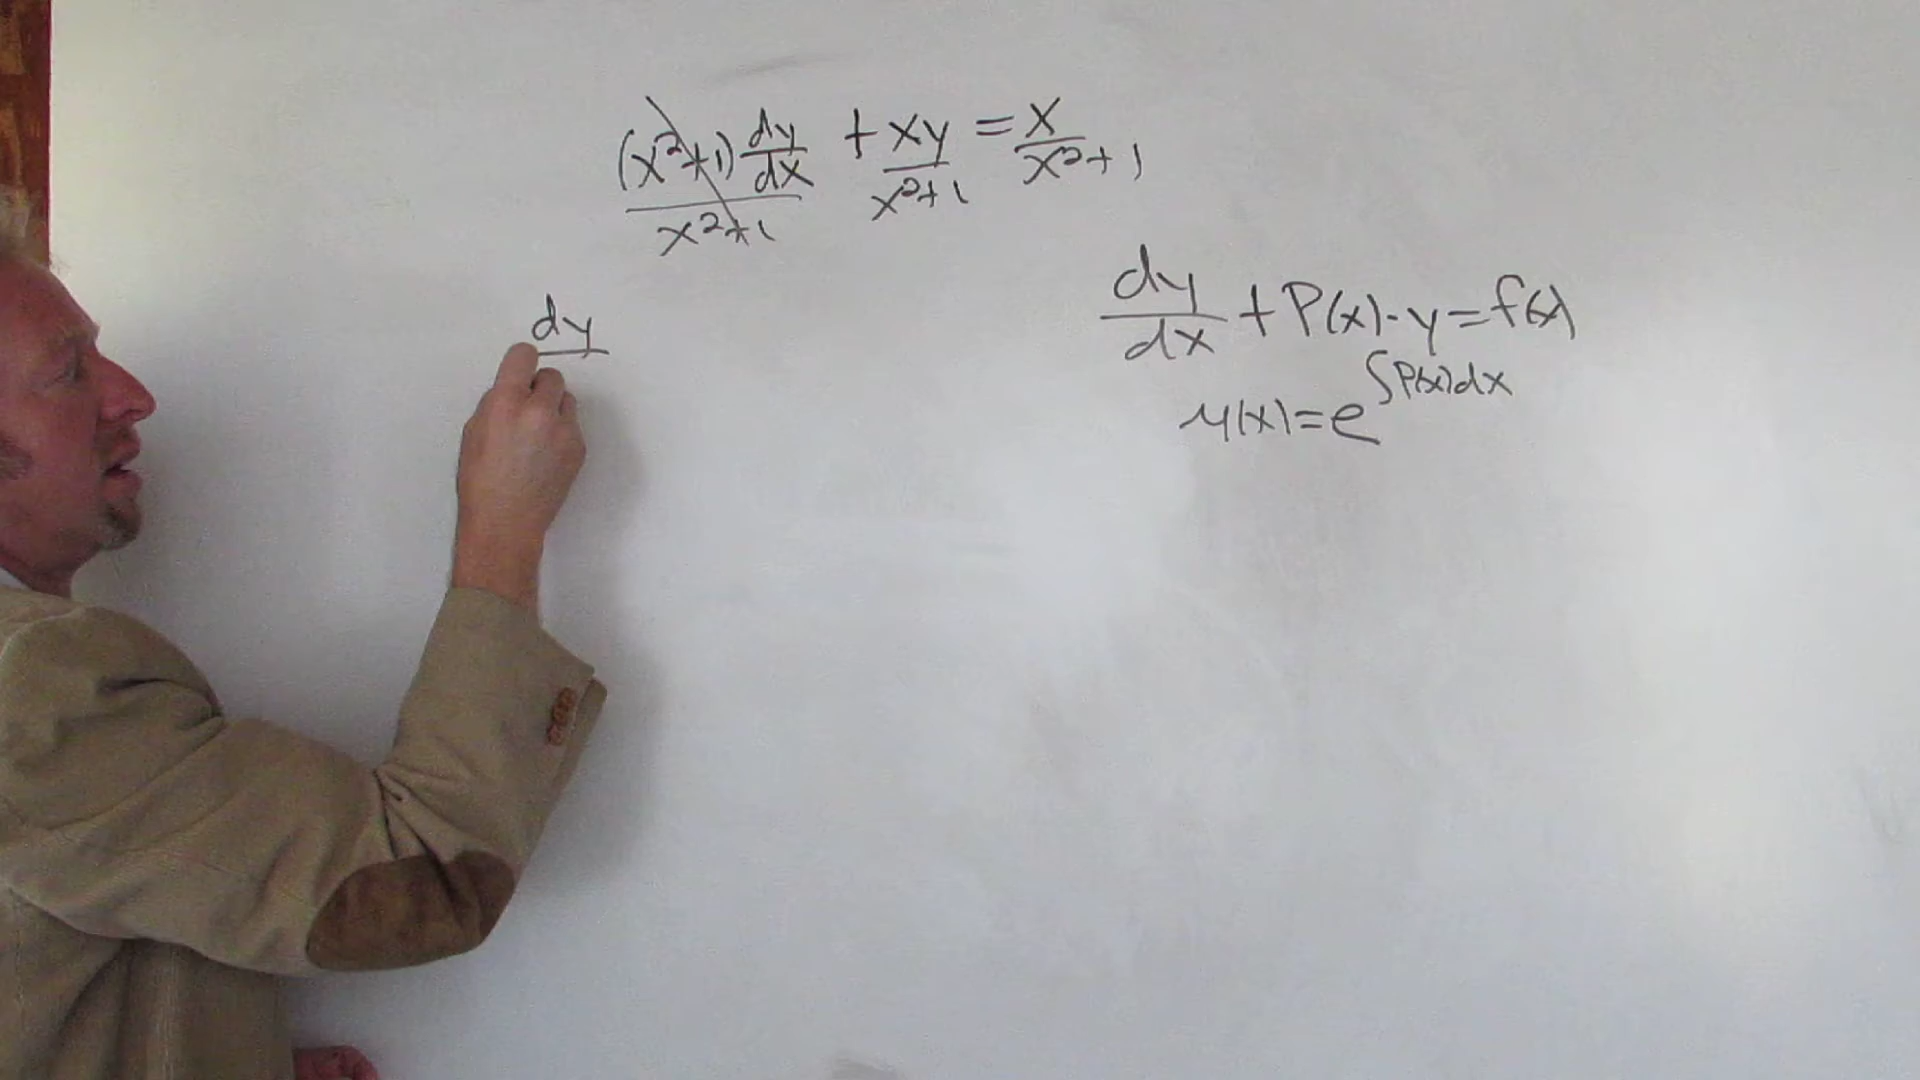 (x²+1) dy/dx / x²+1 + xy / x²+1 = x / x²+1
dy/dx + P(x)·y = f(x)
μ(x) = e^∫P(x)dx
dy